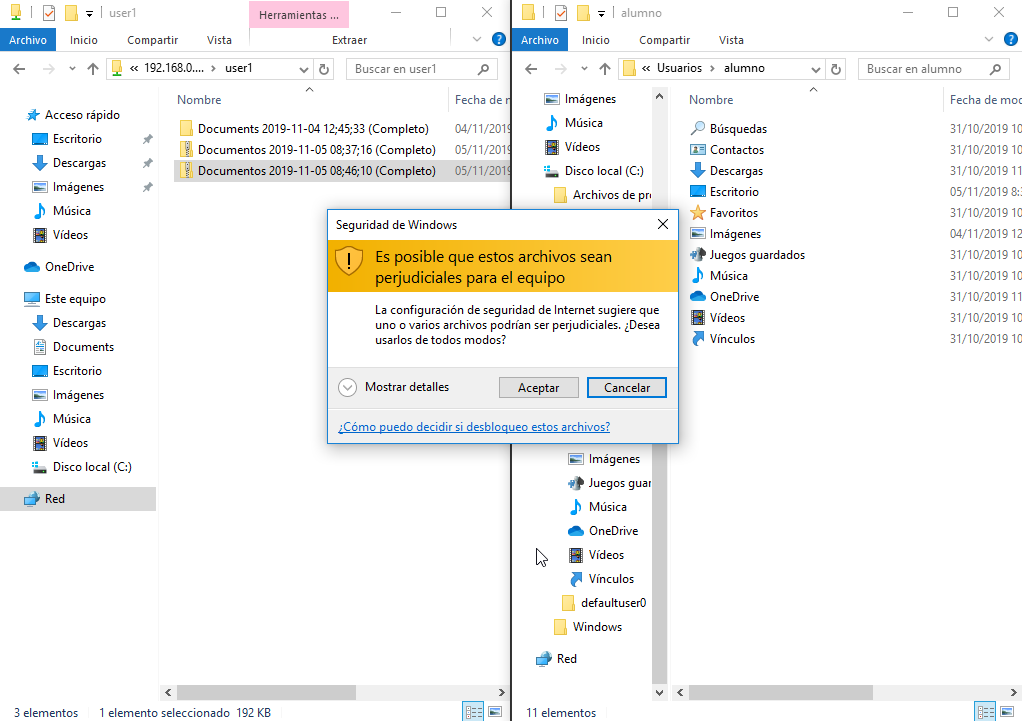 user1
Herramientas ...
Archivo
Inicio
Compartir
Vista
Extraer
« 192.168.0.... › user1
Buscar en user1
Acceso rápido
Escritorio
Descargas
Imágenes
Música
Vídeos
OneDrive
Este equipo
Descargas
Documents
Escritorio
Imágenes
Música
Vídeos
Disco local (C:)
Red
Nombre
Fecha de n
Documents 2019-11-04 12;45;33 (Completo)
04/11/2019
Documentos 2019-11-05 08;37;16 (Completo)
05/11/2019
Documentos 2019-11-05 08;46;10 (Completo)
05/11/2019
3 elementos
1 elemento seleccionado 192 KB
Seguridad de Windows
Es posible que estos archivos sean
perjudiciales para el equipo
La configuración de seguridad de Internet sugiere que
uno o varios archivos podrían ser perjudiciales. ¿Desea
usarlos de todos modos?
Mostrar detalles
Aceptar
Cancelar
¿Cómo puedo decidir si desbloqueo estos archivos?
alumno
Archivo
Inicio
Compartir
Vista
« Usuarios › alumno
Buscar en alumno
Imágenes
Música
Vídeos
Disco local (C:)
Archivos de pr
Imágenes
Juegos guar
Música
OneDrive
Vídeos
Vínculos
defaultuser0
Windows
Red
Nombre
Fecha de mod
Búsquedas
31/10/2019 10
Contactos
31/10/2019 10
Descargas
31/10/2019 11
Escritorio
05/11/2019 8:
Favoritos
31/10/2019 10
Imágenes
04/11/2019 12
Juegos guardados
31/10/2019 10
Música
31/10/2019 10
OneDrive
31/10/2019 10
Vídeos
31/10/2019 10
Vínculos
31/10/2019 10
11 elementos